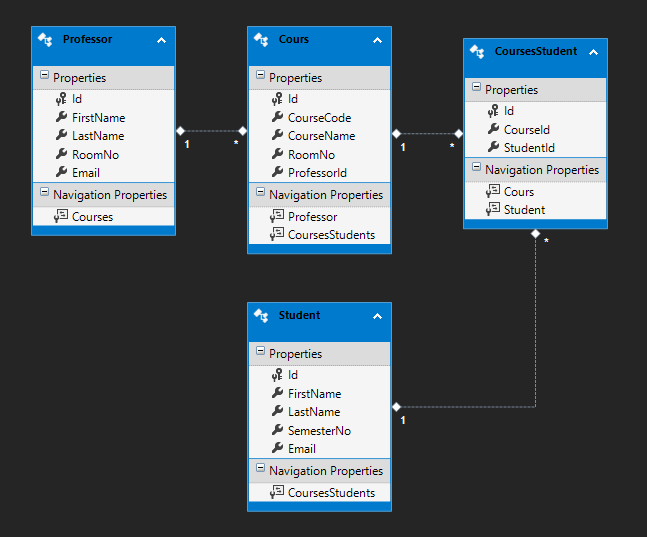 Professor
Properties
Id
FirstName
LastName
RoomNo
Email
Navigation Properties
Courses
1
*
Cours
Properties
Id
CourseCode
CourseName
RoomNo
ProfessorId
Navigation Properties
Professor
CoursesStudents
1
*
CoursesStudent
Properties
Id
CourseId
StudentId
Navigation Properties
Cours
Student
*
Student
Properties
Id
FirstName
LastName
SemesterNo
Email
Navigation Properties
CoursesStudents
1